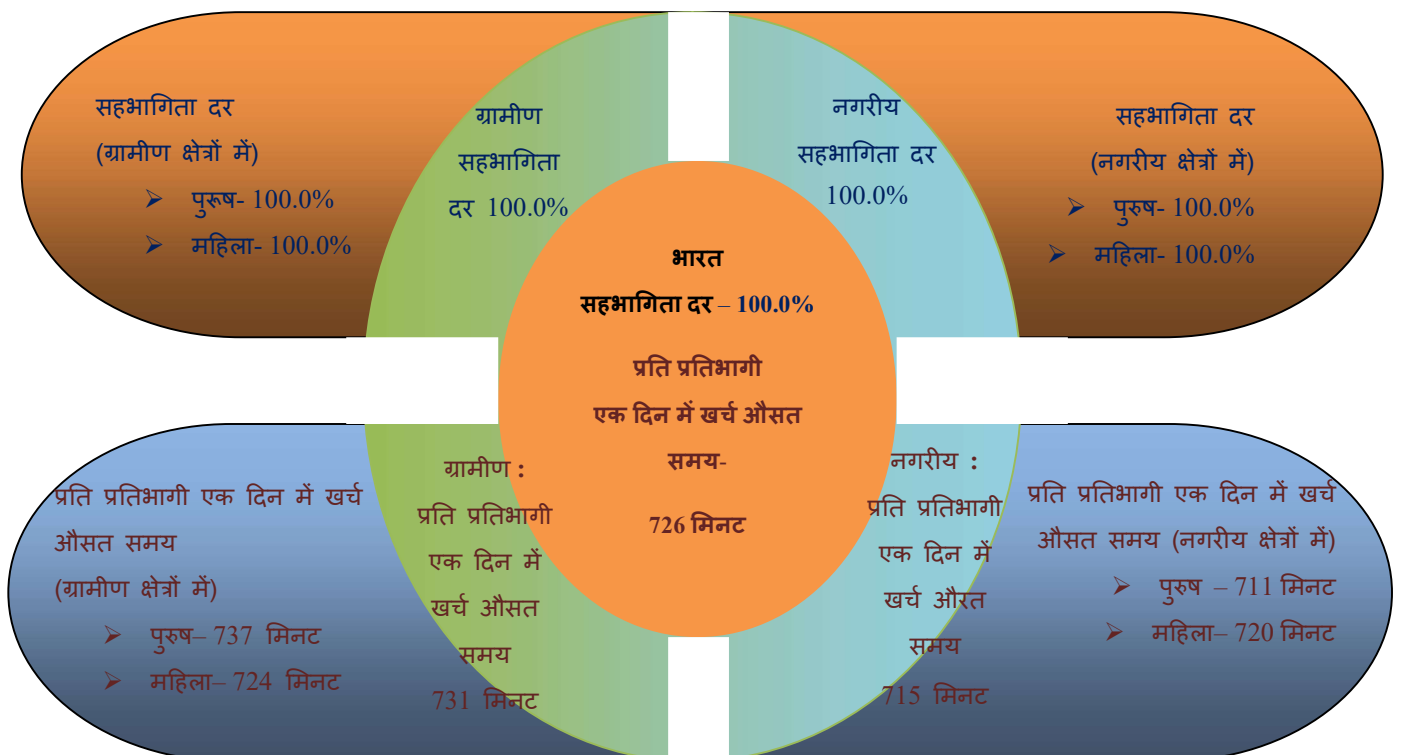 सहभागिता दर
(ग्रामीण क्षेत्रों में)
➢ पुरूष- 100.0%
➢ महिला- 100.0%
ग्रामीण
सहभागिता
दर 100.0%
नगरीय
सहभागिता दर
100.0%
सहभागिता दर
(नगरीय क्षेत्रों में)
➢ पुरुष- 100.0%
➢ महिला- 100.0%
भारत
सहभागिता दर – 100.0%
प्रति प्रतिभागी
एक दिन में खर्च औसत
समय-
726 मिनट
प्रति प्रतिभागी एक दिन में खर्च
औसत समय
(ग्रामीण क्षेत्रों में)
➢ पुरुष– 737 मिनट
➢ महिला– 724 मिनट
ग्रामीण :
प्रति प्रतिभागी
एक दिन में
खर्च औसत
समय
731 मिनट
नगरीय :
प्रति प्रतिभागी
एक दिन में
खर्च औरत
समय
715 मिनट
प्रति प्रतिभागी एक दिन में खर्च
औसत समय (नगरीय क्षेत्रों में)
➢ पुरुष – 711 मिनट
➢ महिला– 720 मिनट